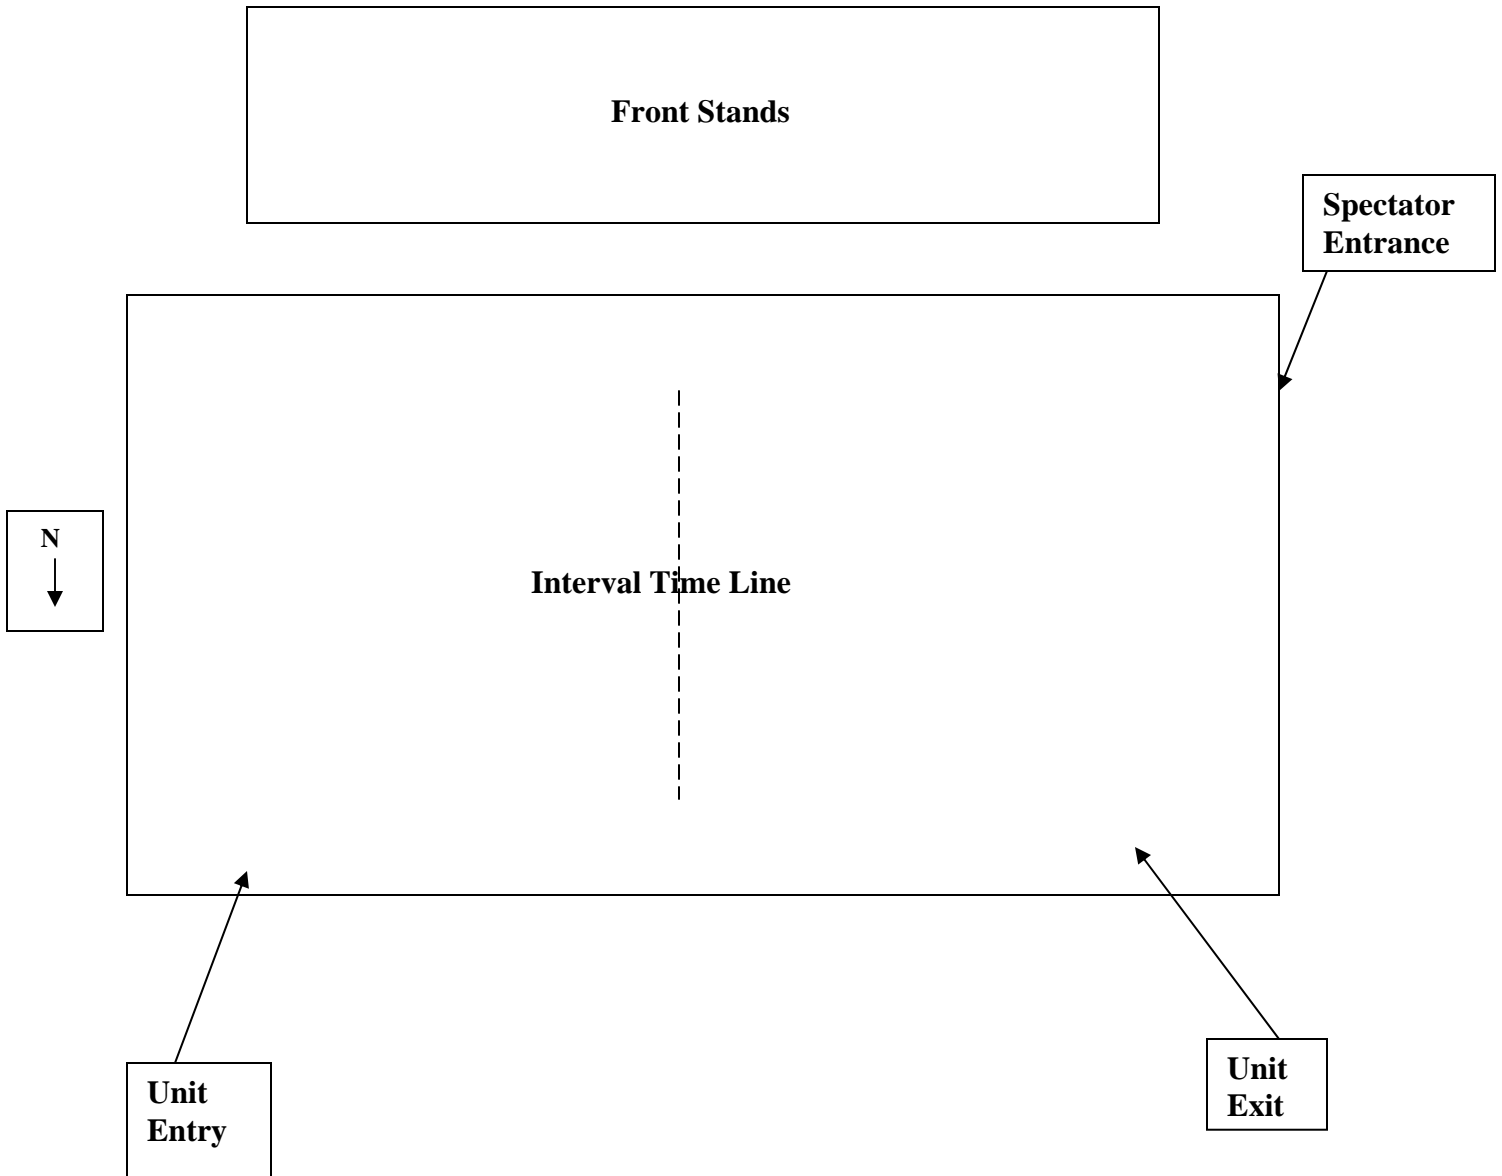 Front Stands
Spectator
Entrance
N
Interval Time Line
Unit
Exit
Unit
Entry